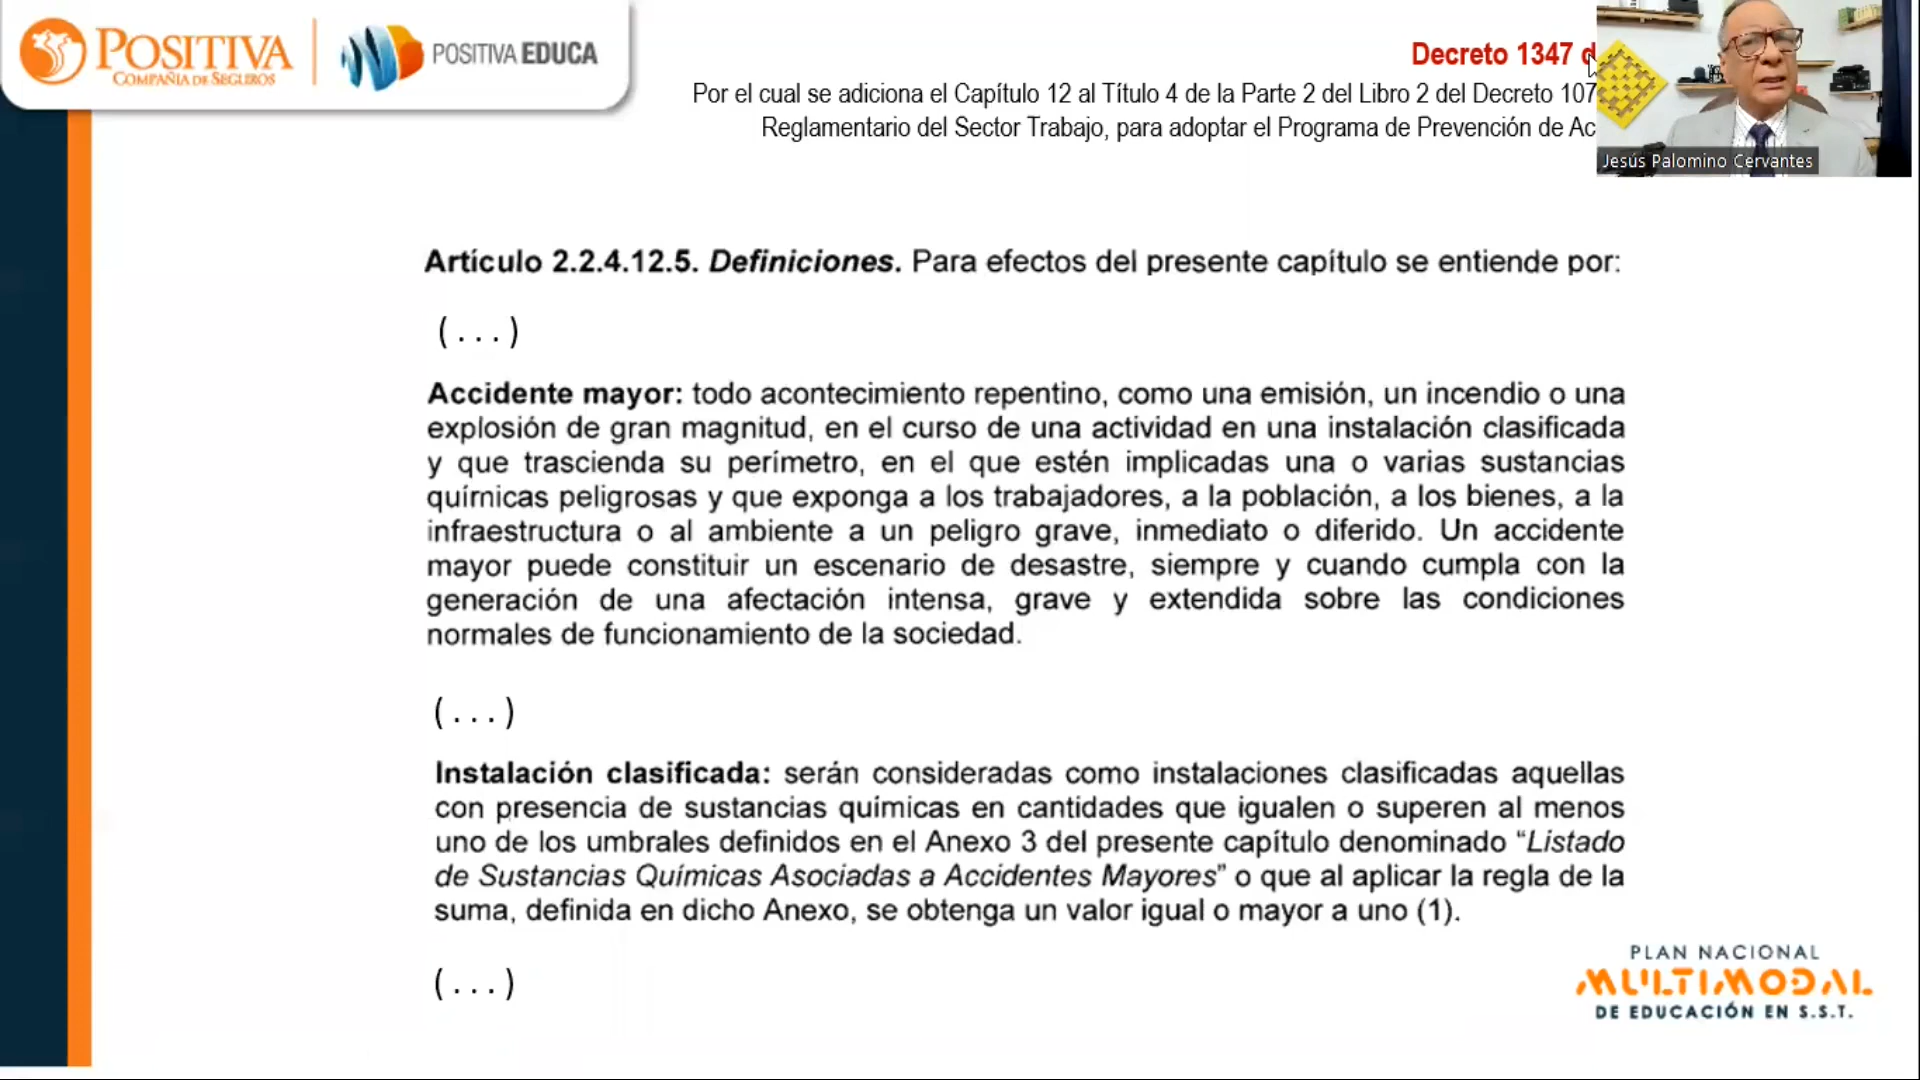 POSITIVA
COMPAÑIA DE SEGUROS
POSITIVA EDUCA
Decreto 1347 d
Por el cual se adiciona el Capítulo 12 al Título 4 de la Parte 2 del Libro 2 del Decreto 107
Reglamentario del Sector Trabajo, para adoptar el Programa de Prevención de Ac
Jesús Palomino Cervantes
Artículo 2.2.4.12.5. Definiciones. Para efectos del presente capítulo se entiende por:
(...)
Accidente mayor: todo acontecimiento repentino, como una emisión, un incendio o una
explosión de gran magnitud, en el curso de una actividad en una instalación clasificada
y que trascienda su perímetro, en el que estén implicadas una o varias sustancias
químicas peligrosas y que exponga a los trabajadores, a la población, a los bienes, a la
infraestructura o al ambiente a un peligro grave, inmediato o diferido. Un accidente
mayor puede constituir un escenario de desastre, siempre y cuando cumpla con la
generación de una afectación intensa, grave y extendida sobre las condiciones
normales de funcionamiento de la sociedad.
(...)
Instalación clasificada: serán consideradas como instalaciones clasificadas aquellas
con presencia de sustancias químicas en cantidades que igualen o superen al menos
uno de los umbrales definidos en el Anexo 3 del presente capítulo denominado “Listado
de Sustancias Químicas Asociadas a Accidentes Mayores” o que al aplicar la regla de la
suma, definida en dicho Anexo, se obtenga un valor igual o mayor a uno (1).
(...)
PLAN NACIONAL
MULTIMODAL
DE EDUCACIÓN EN S.S.T.